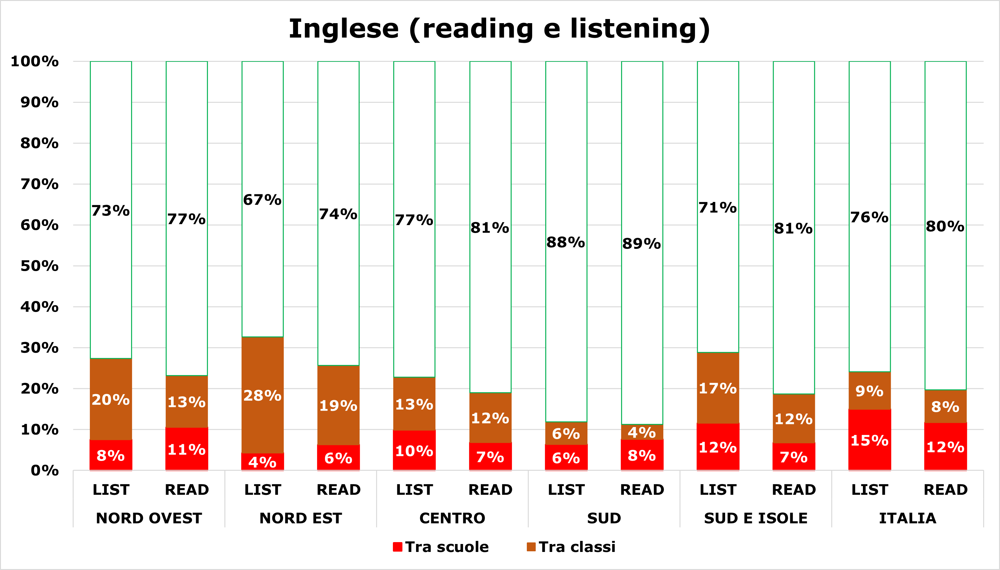 Inglese (reading e listening)
100%
90%
80%
70%
60%
50%
40%
30%
20%
10%
0%
73% 77% 67% 74% 77% 81% 88% 89% 71% 81% 76% 80%
20% 13% 28% 19% 13% 12% 6% 4% 17% 12% 9% 8%
8% 11% 4% 6% 10% 7% 6% 8% 12% 7% 15% 12%
LIST READ LIST READ LIST READ LIST READ LIST READ LIST READ
NORD OVEST NORD EST CENTRO SUD SUD E ISOLE ITALIA
Tra scuole Tra classi